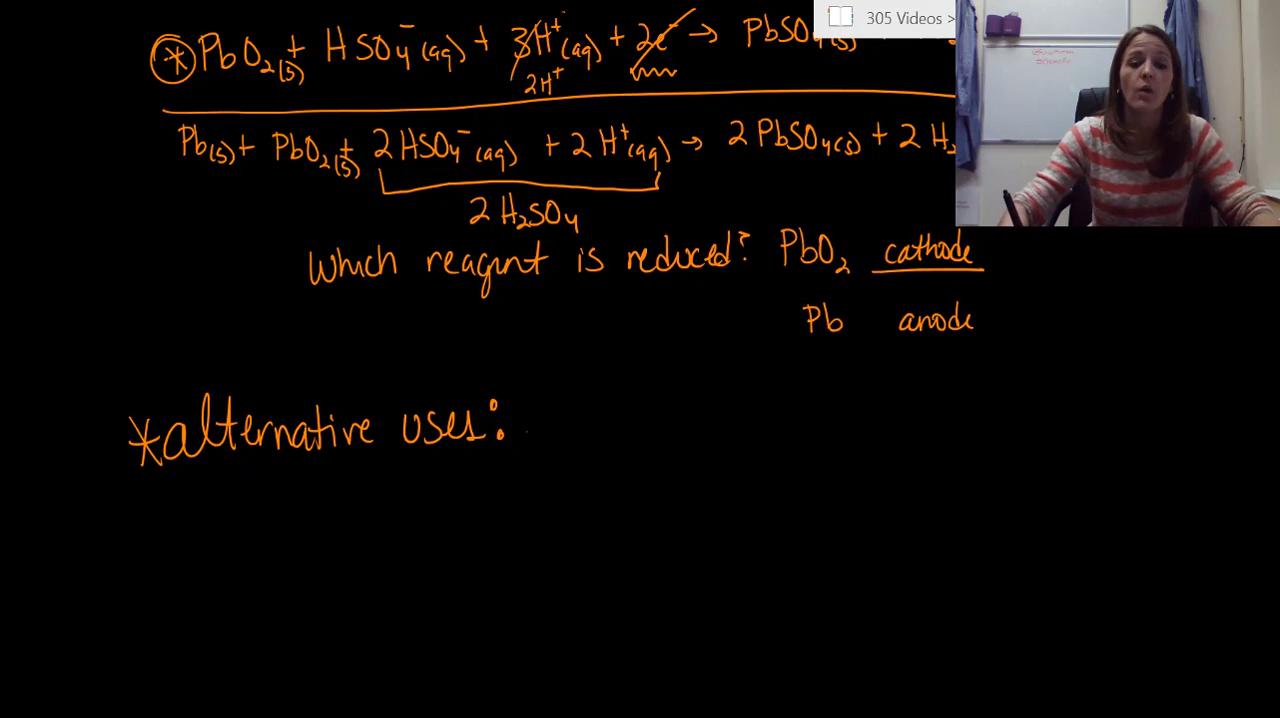 305 Videos >
* PbO₂(s) + HSO₄⁻(aq) + 3H⁺(aq) + 2e⁻ → PbSO₄(s)
2H⁺
Pb(s) + PbO₂(s) + 2HSO₄⁻(aq) + 2H⁺(aq) → 2PbSO₄(s) + 2H₂
2H₂SO₄
Which reagent is reduced? PbO₂ cathode
Pb anode
*alternative uses: